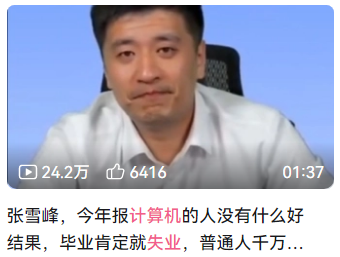 24.2万 6416 01:37
张雪峰，今年报计算机的人没有什么好
结果，毕业肯定就失业，普通人千万...